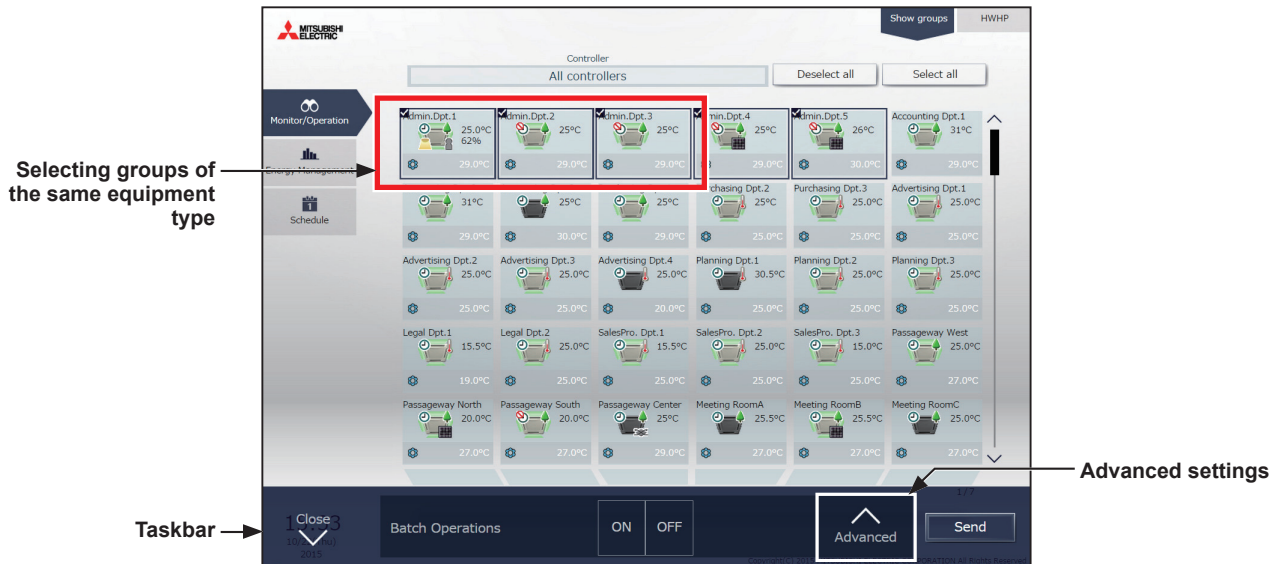 MITSUBISHI
ELECTRIC
Show groups
HWHP
Controller
All controllers
Deselect all
Select all
Monitor/Operation
Energy Management
1
Schedule
Selecting groups of
the same equipment
type
Admin.Dpt.1
25.0°C
62%
29.0°C
Admin.Dpt.2
25°C
29.0°C
Admin.Dpt.3
25°C
29.0°C
Admin.Dpt.4
25°C
29.0°C
Admin.Dpt.5
26°C
30.0°C
Accounting Dpt.1
31°C
29.0°C
31°C
29.0°C
25°C
30.0°C
25°C
29.0°C
Purchasing Dpt.2
25°C
25.0°C
Purchasing Dpt.3
25.0°C
25.0°C
Advertising Dpt.1
25.0°C
25.0°C
Advertising Dpt.2
25.0°C
25.0°C
Advertising Dpt.3
25.0°C
25.0°C
Advertising Dpt.4
25.0°C
20.0°C
Planning Dpt.1
30.5°C
25.0°C
Planning Dpt.2
25.0°C
25.0°C
Planning Dpt.3
25.0°C
25.0°C
Legal Dpt.1
15.5°C
19.0°C
Legal Dpt.2
25.0°C
25.0°C
SalesPro. Dpt.1
15.5°C
25.0°C
SalesPro. Dpt.2
25.0°C
25.0°C
SalesPro. Dpt.3
15.0°C
25.0°C
Passageway West
25.0°C
27.0°C
Passageway North
20.0°C
27.0°C
Passageway South
20.0°C
27.0°C
Passageway Center
25°C
29.0°C
Meeting RoomA
25.5°C
27.0°C
Meeting RoomB
25.5°C
27.0°C
Meeting RoomC
25.0°C
27.0°C
1/7
Advanced settings
Taskbar
Close
2015
Batch Operations
ON
OFF
Advanced
Send